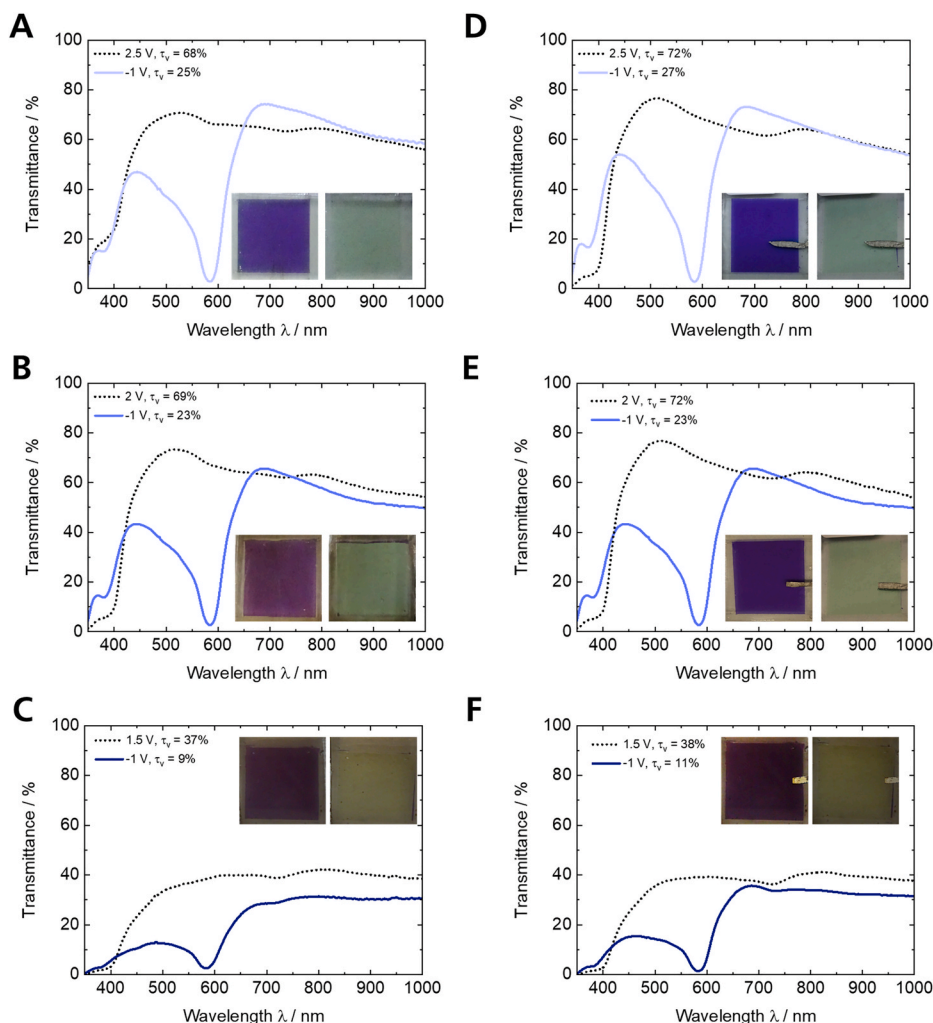 A
100
80
60
40
20
0
2.5 V, τv = 68%
-1 V, τv = 25%
Transmittance / %
400 500 600 700 800 900 1000
Wavelength λ / nm
D
100
80
60
40
20
0
2.5 V, τv = 72%
-1 V, τv = 27%
Transmittance / %
400 500 600 700 800 900 1000
Wavelength λ / nm
B
100
80
60
40
20
0
2 V, τv = 69%
-1 V, τv = 23%
Transmittance / %
400 500 600 700 800 900 1000
Wavelength λ / nm
E
100
80
60
40
20
0
2 V, τv = 72%
-1 V, τv = 23%
Transmittance / %
400 500 600 700 800 900 1000
Wavelength λ / nm
C
100
80
60
40
20
0
1.5 V, τv = 37%
-1 V, τv = 9%
Transmittance / %
400 500 600 700 800 900 1000
Wavelength λ / nm
F
100
80
60
40
20
0
1.5 V, τv = 38%
-1 V, τv = 11%
Transmittance / %
400 500 600 700 800 900 1000
Wavelength λ / nm